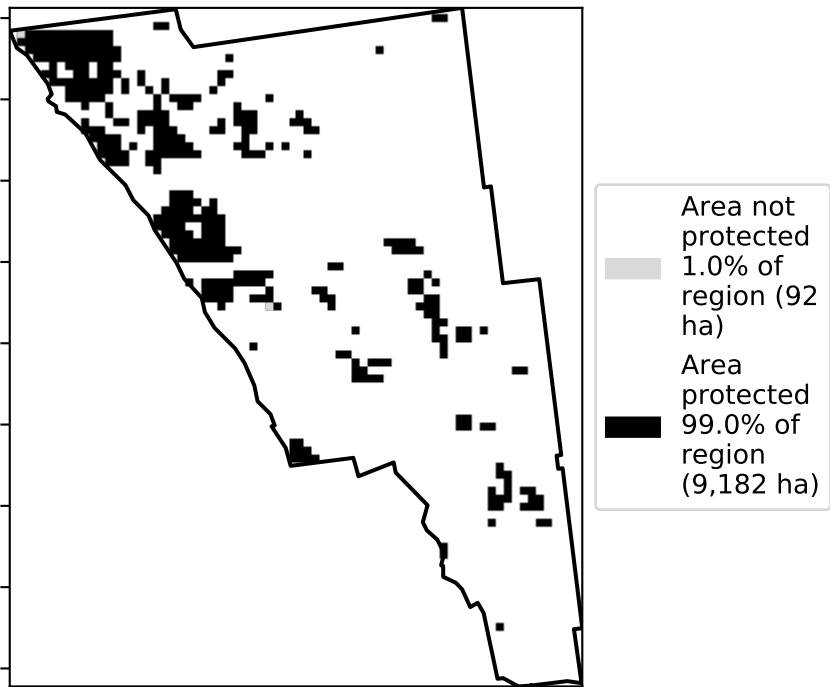 Area not
protected
1.0% of
region (92
ha)
Area
protected
99.0% of
region
(9,182 ha)